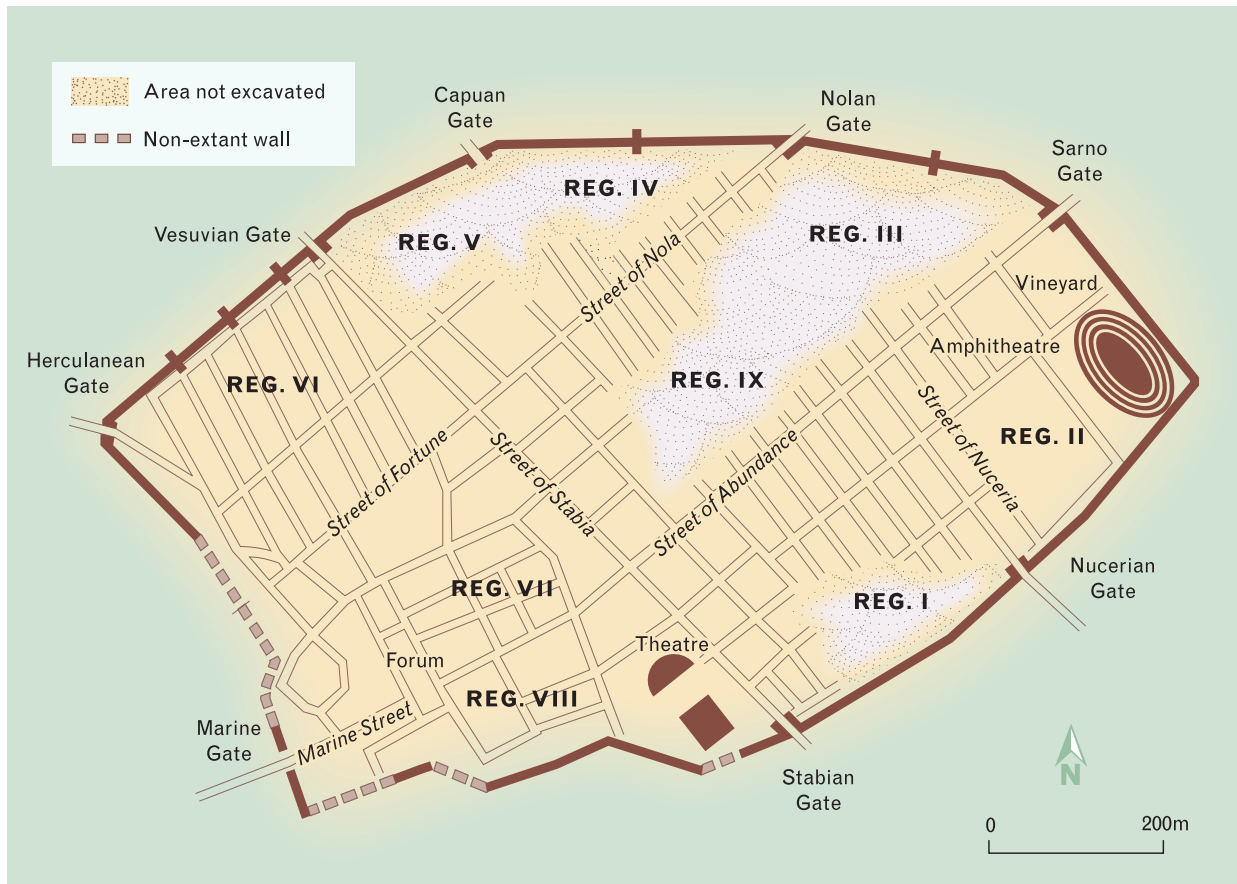 Area not excavated
Non-extant wall
Capuan
Gate
Nolan
Gate
Sarno
Gate
Vesuvian Gate
Herculanean
Gate
REG. IV
REG. V
REG. III
Street of Nola
Vineyard
Amphitheatre
REG. VI
REG. IX
Street of Nuceria
REG. II
Street of Fortune
Street of Stabia
Street of Abundance
Nucerian
Gate
REG. VII
REG. I
Forum
Theatre
REG. VIII
Marine
Gate
Marine Street
Stabian
Gate
N
0
200m